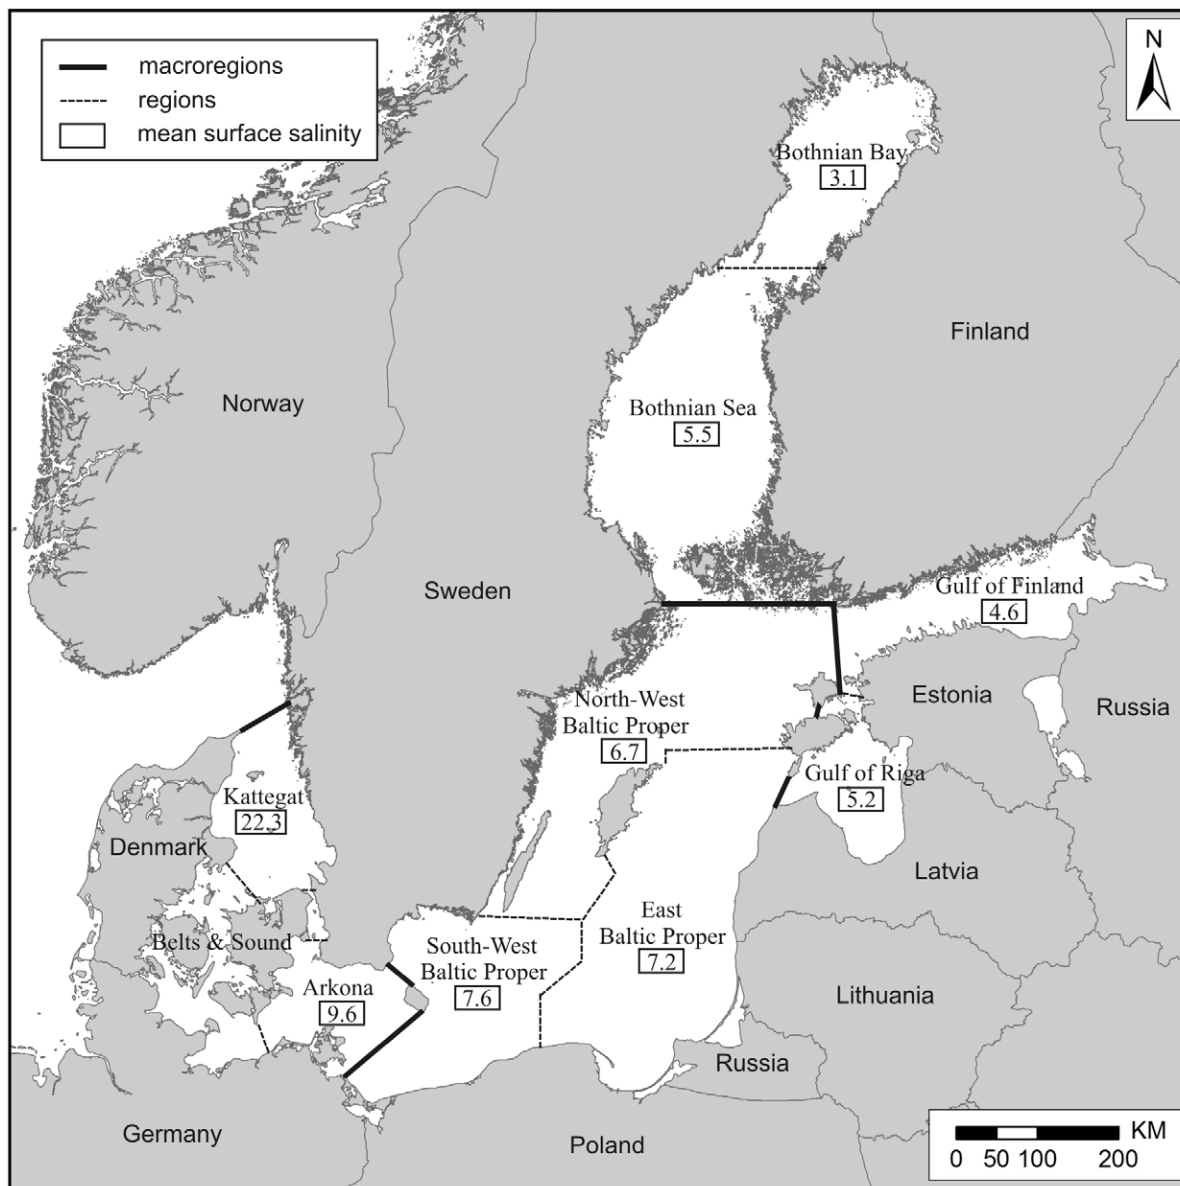 macroregions
regions
mean surface salinity
N
Bothnian Bay
3.1
Finland
Norway
Bothnian Sea
5.5
Sweden
Gulf of Finland
4.6
North-West
Baltic Proper
6.7
Estonia
Russia
Gulf of Riga
5.2
Kattegat
22.3
Denmark
Latvia
East
Baltic Proper
7.2
Belts & Sound
South-West
Baltic Proper
7.6
Arkona
9.6
Lithuania
Russia
Germany
Poland
KM
0 50 100 200